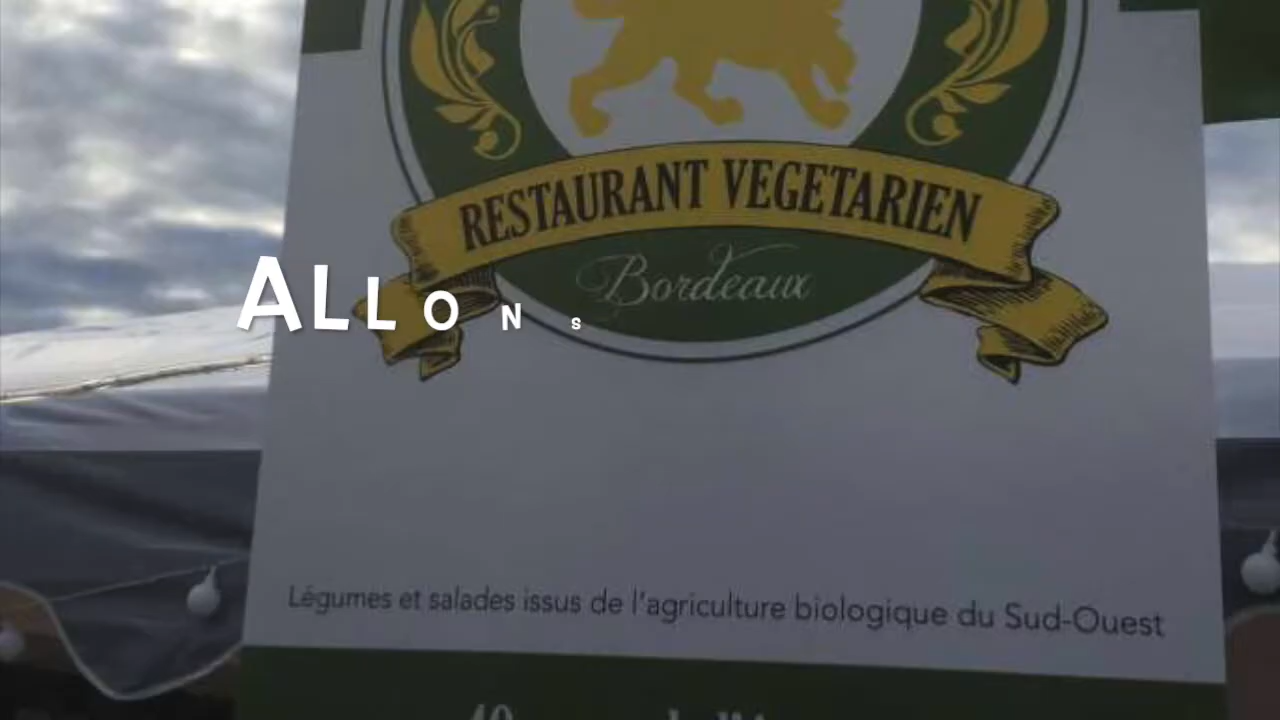 RESTAURANT VEGETARIEN
Bordeaux
ALLONS
Légumes et salades issus de l'agriculture biologique du Sud-Ouest